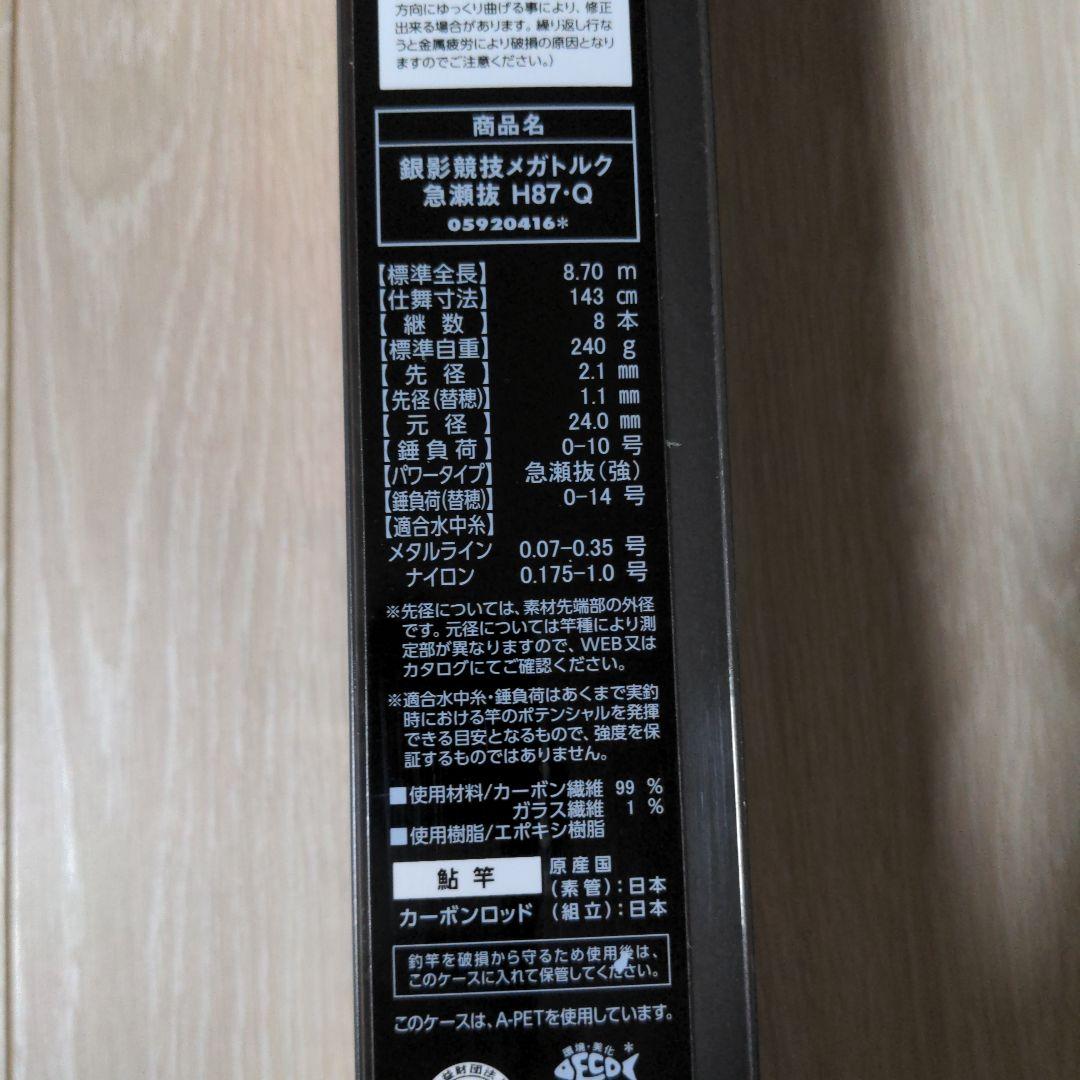 方向にゆっくり曲げる事により、修正
出来る場合があります。繰り返し行な
うと金属疲労により破損の原因となり
ますのでご注意ください。）
商品名
銀影競技メガトルク
急瀬抜 H87・Q
05920416*
【標準全長】 8.70 m
【仕舞寸法】 143 cm
【継数】 8 本
【標準自重】 240 g
【先径】 2.1 mm
【先径(替穂)】 1.1 mm
【元径】 24.0 mm
【錘負荷】 0-10 号
【パワータイプ】 急瀬抜(強)
【錘負荷(替穂)】 0-14 号
【適合水中糸】
メタルライン 0.07-0.35 号
ナイロン 0.175-1.0 号
※先径については、素材先端部の外径
です。元径については竿種により測
定部が異なりますので、WEB又は
カタログにてご確認ください。
※適合水中糸・錘負荷はあくまで実釣
時における竿のポテンシャルを発揮
できる目安となるもので、強度を保
証するものではありません。
■使用材料/カーボン繊維 99 %
ガラス繊維 1 %
■使用樹脂/エポキシ樹脂
鮎竿
カーボンロッド
原産国
(素管):日本
(組立):日本
釣竿を破損から守るため使用後は、
このケースに入れて保管してください。
このケースは、A-PETを使用しています。
環境・美化
ECO
益財団法